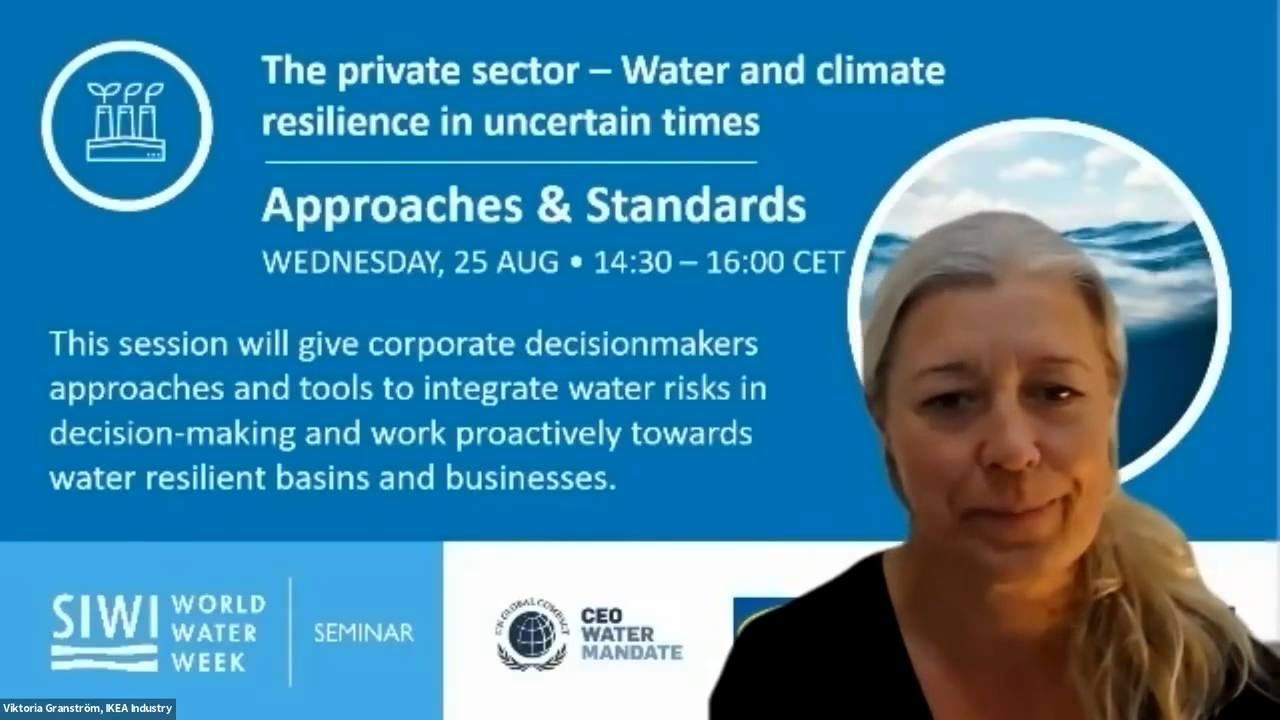 The private sector – Water and climate
resilience in uncertain times
Approaches & Standards
WEDNESDAY, 25 AUG • 14:30 – 16:00 CET
This session will give corporate decisionmakers
approaches and tools to integrate water risks in
decision-making and work proactively towards
water resilient basins and businesses.
SIWI
WORLD
WATER
WEEK
SEMINAR
UN GLOBAL COMPACT
CEO
WATER
MANDATE
Viktoria Granström, IKEA Industry